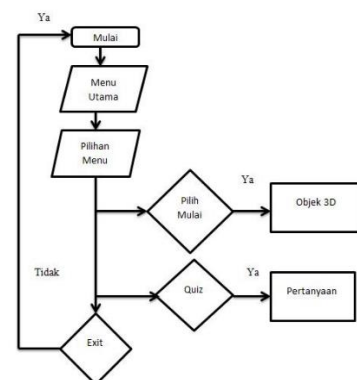 Ya
Mulai
Menu
Utama
Pilihan
Menu
Pilih
Mulai
Ya
Objek 3D
Tidak
Quiz
Ya
Pertanyaan
Exit